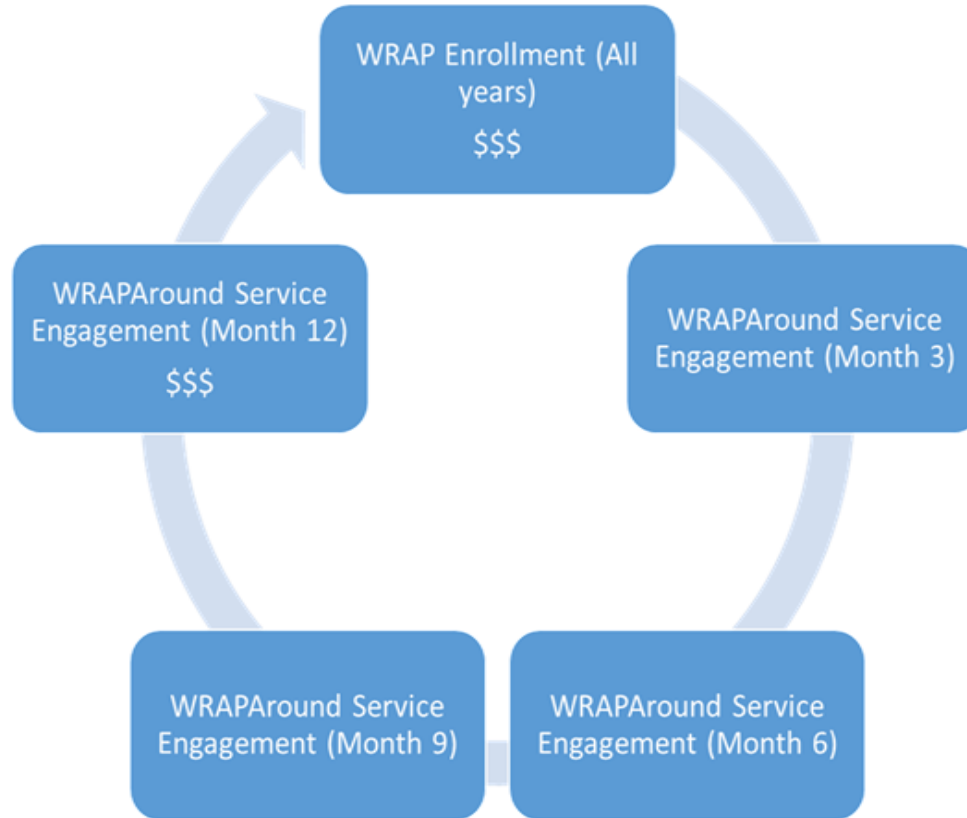 WRAP Enrollment (All
years)
$$$
WRAPAround Service
Engagement (Month 3)
WRAPAround Service
Engagement (Month 6)
WRAPAround Service
Engagement (Month 9)
WRAPAround Service
Engagement (Month 12)
$$$